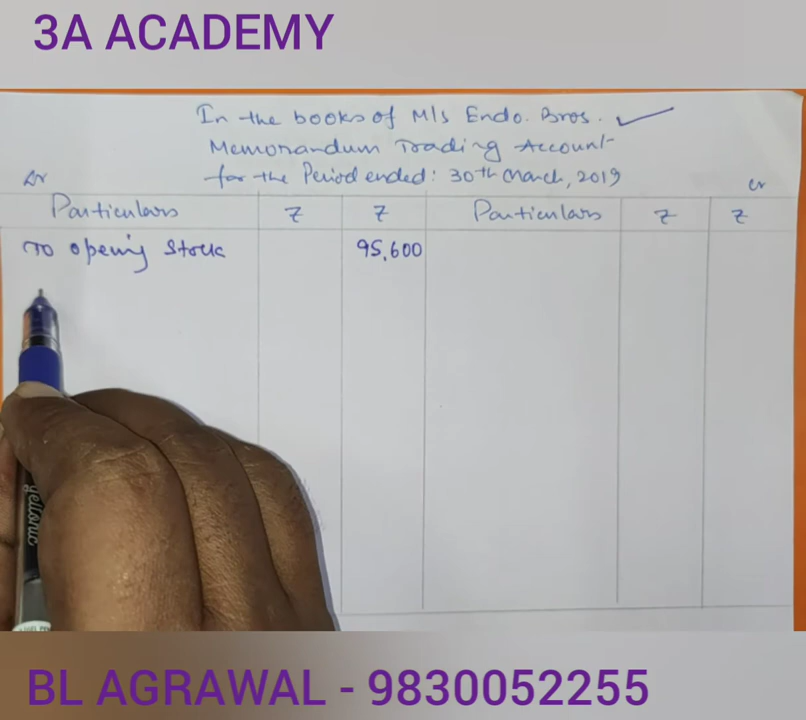 3A ACADEMY
In the books of M/s Endo. Bros.
Memorandum Trading Account
for the Period ended: 30th March, 2019
Dr
Cr
Particulars ₹ ₹ Particulars ₹ ₹
To opening Stock 95,600
gellonic
BL AGRAWAL - 9830052255